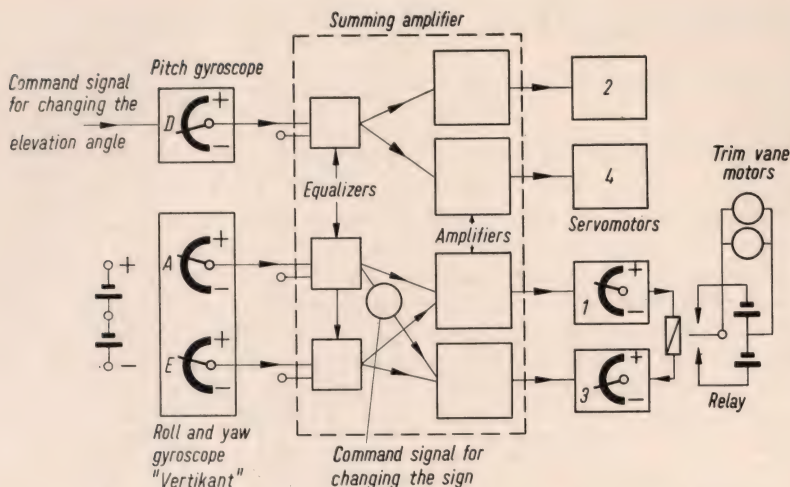 Summing amplifier
Pitch gyroscope
Command signal
for changing the
elevation angle
D
+
−
2
4
Servomotors
Trim vane
motors
Equalizers
Amplifiers
+
−
A
+
−
E
+
−
1
+
−
3
+
−
Relay
Roll and yaw
gyroscope
"Vertikant"
Command signal for
changing the sign